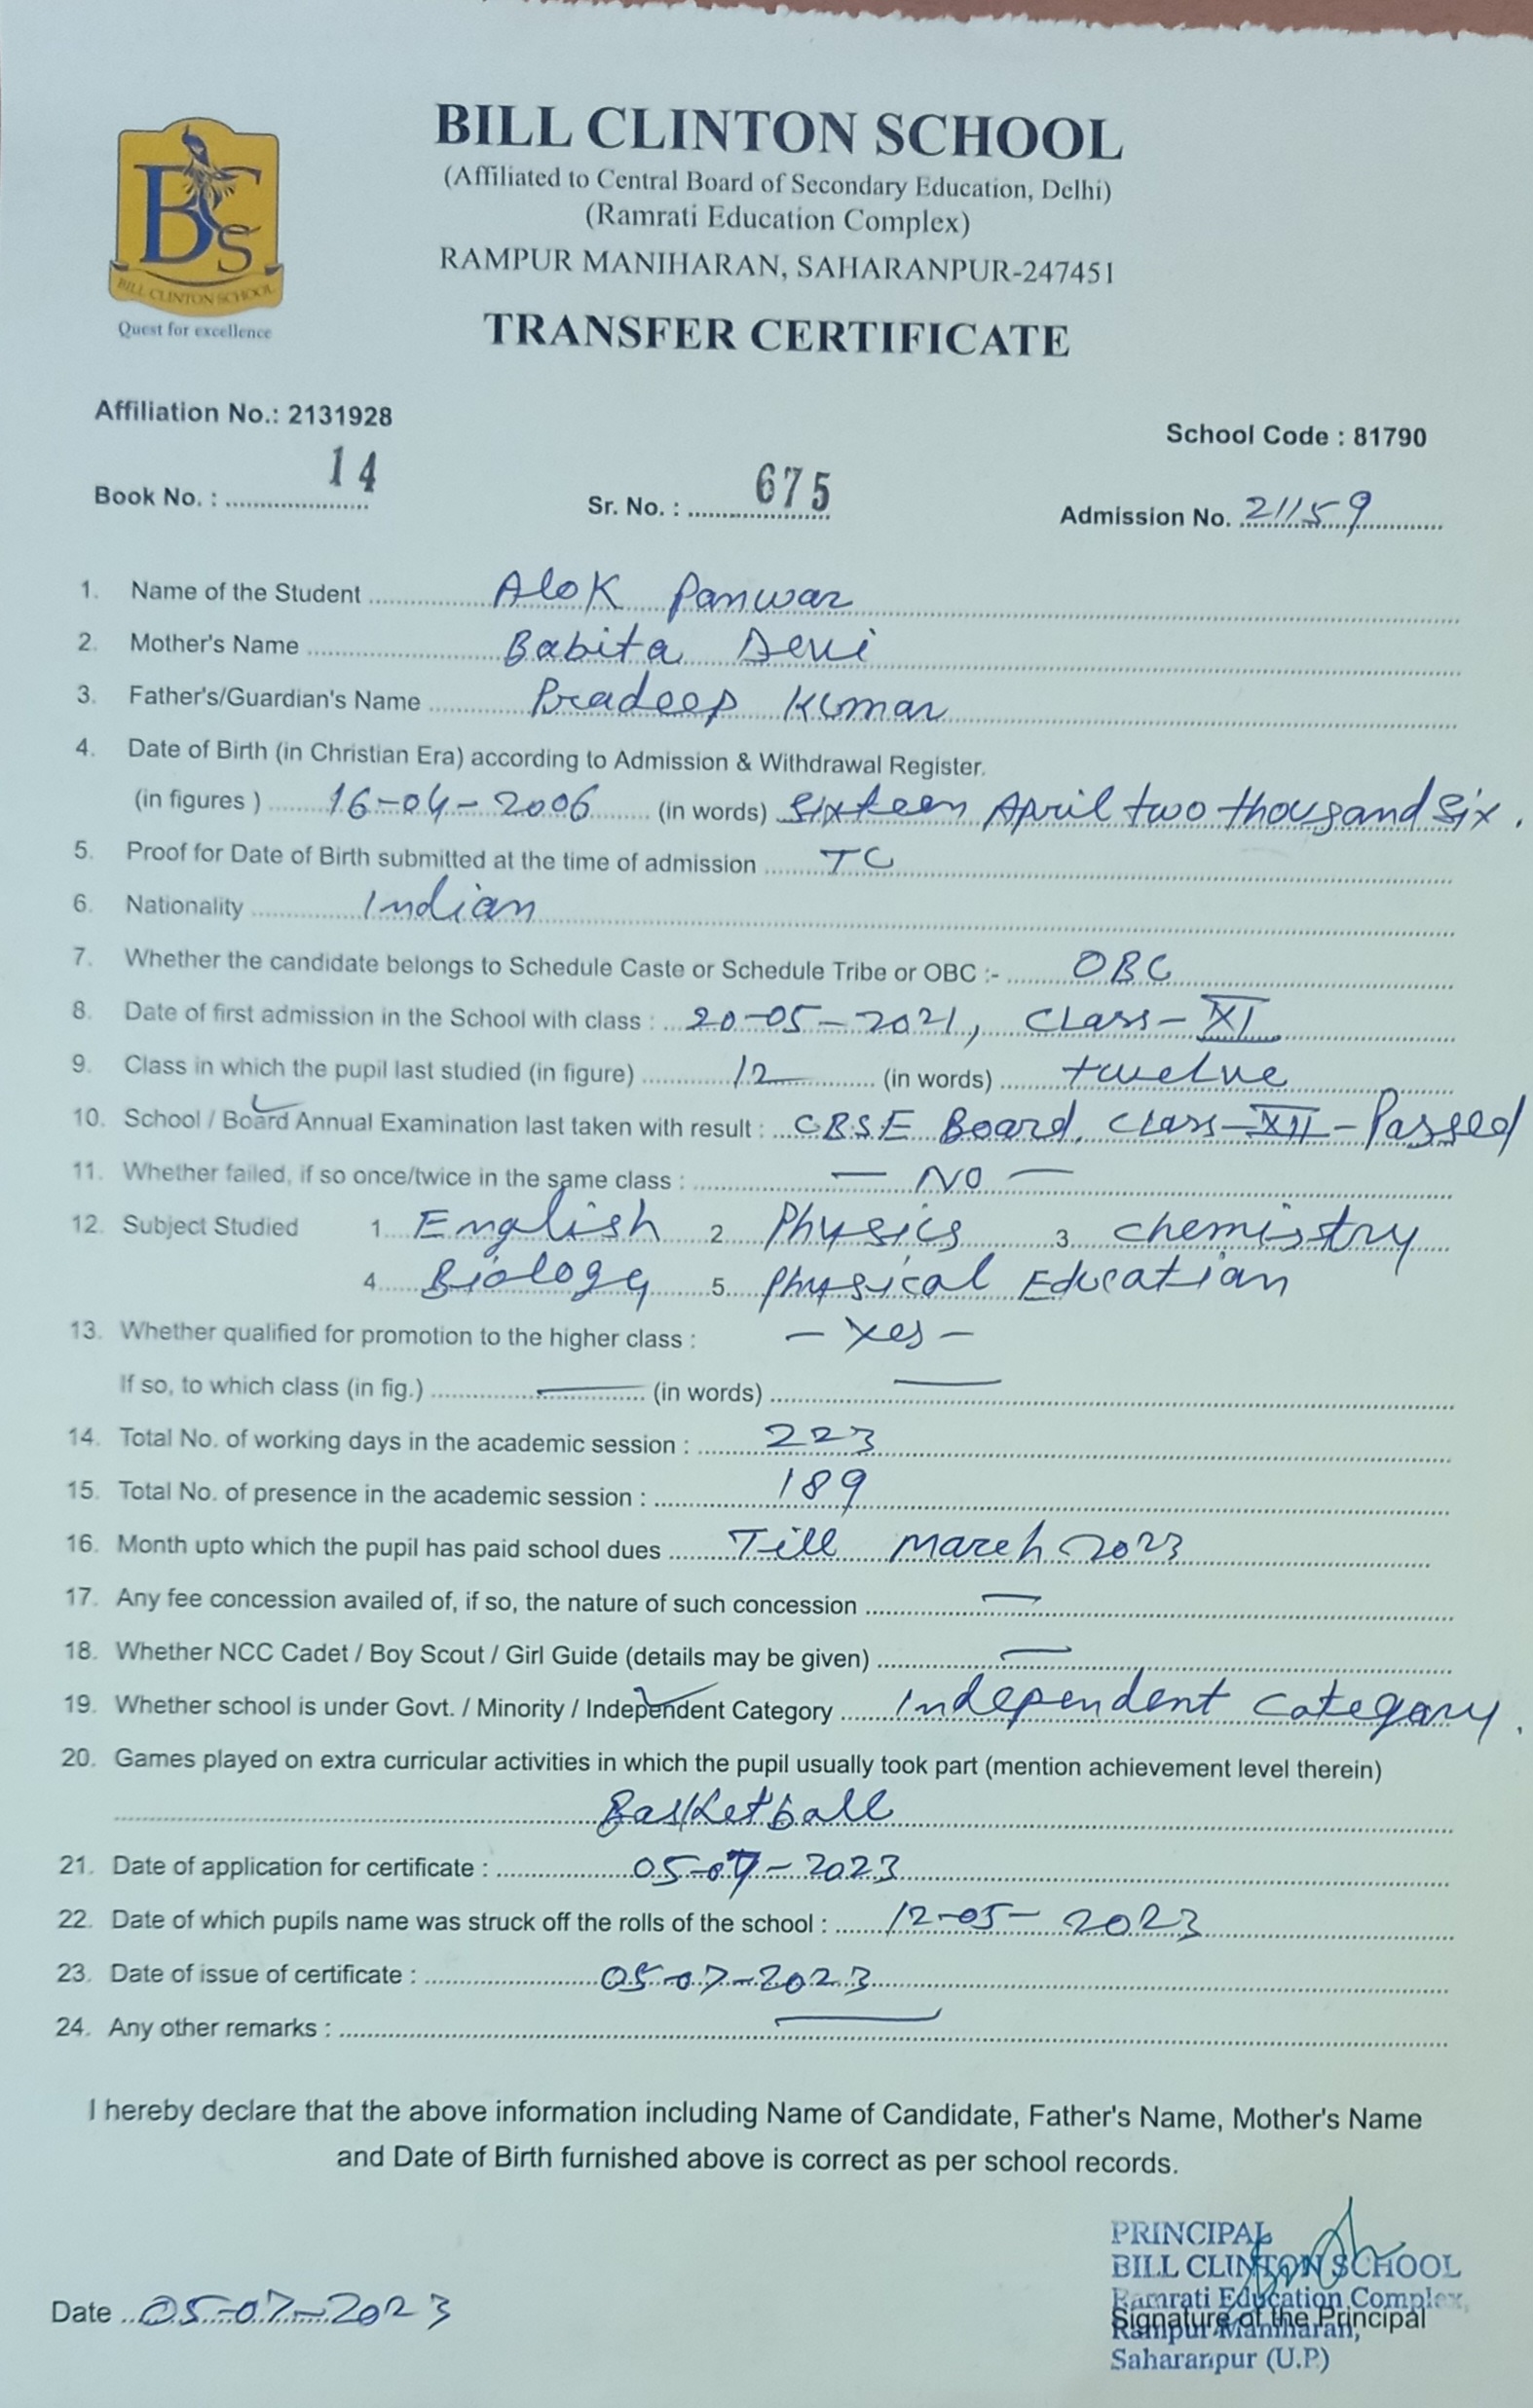 BCS
BILL CLINTON SCHOOL
Quest for excellence
BILL CLINTON SCHOOL
(Affiliated to Central Board of Secondary Education, Delhi)
(Ramrati Education Complex)
RAMPUR MANIHARAN, SAHARANPUR-247451
TRANSFER CERTIFICATE
Affiliation No.: 2131928
School Code : 81790
Book No. : 14 Sr. No. : 675 Admission No. 21159
1. Name of the Student Alok Panwar
2. Mother's Name Babita Devi
3. Father's/Guardian's Name Pradeep Kumar
4. Date of Birth (in Christian Era) according to Admission & Withdrawal Register.
(in figures ) 16-04-2006 (in words) Sixteen April two thousand six.
5. Proof for Date of Birth submitted at the time of admission TC
6. Nationality Indian
7. Whether the candidate belongs to Schedule Caste or Schedule Tribe or OBC :- OBC
8. Date of first admission in the School with class : 20-05-2021, Class-XI
9. Class in which the pupil last studied (in figure) 12 (in words) twelve
10. School / Board Annual Examination last taken with result : CBSE Board, Class-XII-Passed
11. Whether failed, if so once/twice in the same class : — NO —
12. Subject Studied 1. English 2. Physics 3. Chemistry
4. Biology 5. Physical Education
13. Whether qualified for promotion to the higher class : - Yes -
If so, to which class (in fig.) — (in words) —
14. Total No. of working days in the academic session : 223
15. Total No. of presence in the academic session : 189
16. Month upto which the pupil has paid school dues Till March 2023
17. Any fee concession availed of, if so, the nature of such concession —
18. Whether NCC Cadet / Boy Scout / Girl Guide (details may be given) —
19. Whether school is under Govt. / Minority / Independent Category Independent Category.
20. Games played on extra curricular activities in which the pupil usually took part (mention achievement level therein)
Basketball
21. Date of application for certificate : 05-07-2023
22. Date of which pupils name was struck off the rolls of the school : 12-05-2023
23. Date of issue of certificate : 05-07-2023
24. Any other remarks : —
I hereby declare that the above information including Name of Candidate, Father's Name, Mother's Name
and Date of Birth furnished above is correct as per school records.
PRINCIPAL
BILL CLINTON SCHOOL
Ramrati Education Complex,
Date 05-07-2023 Signature of the Principal
Rampur Maniharan,
Saharanpur (U.P.)